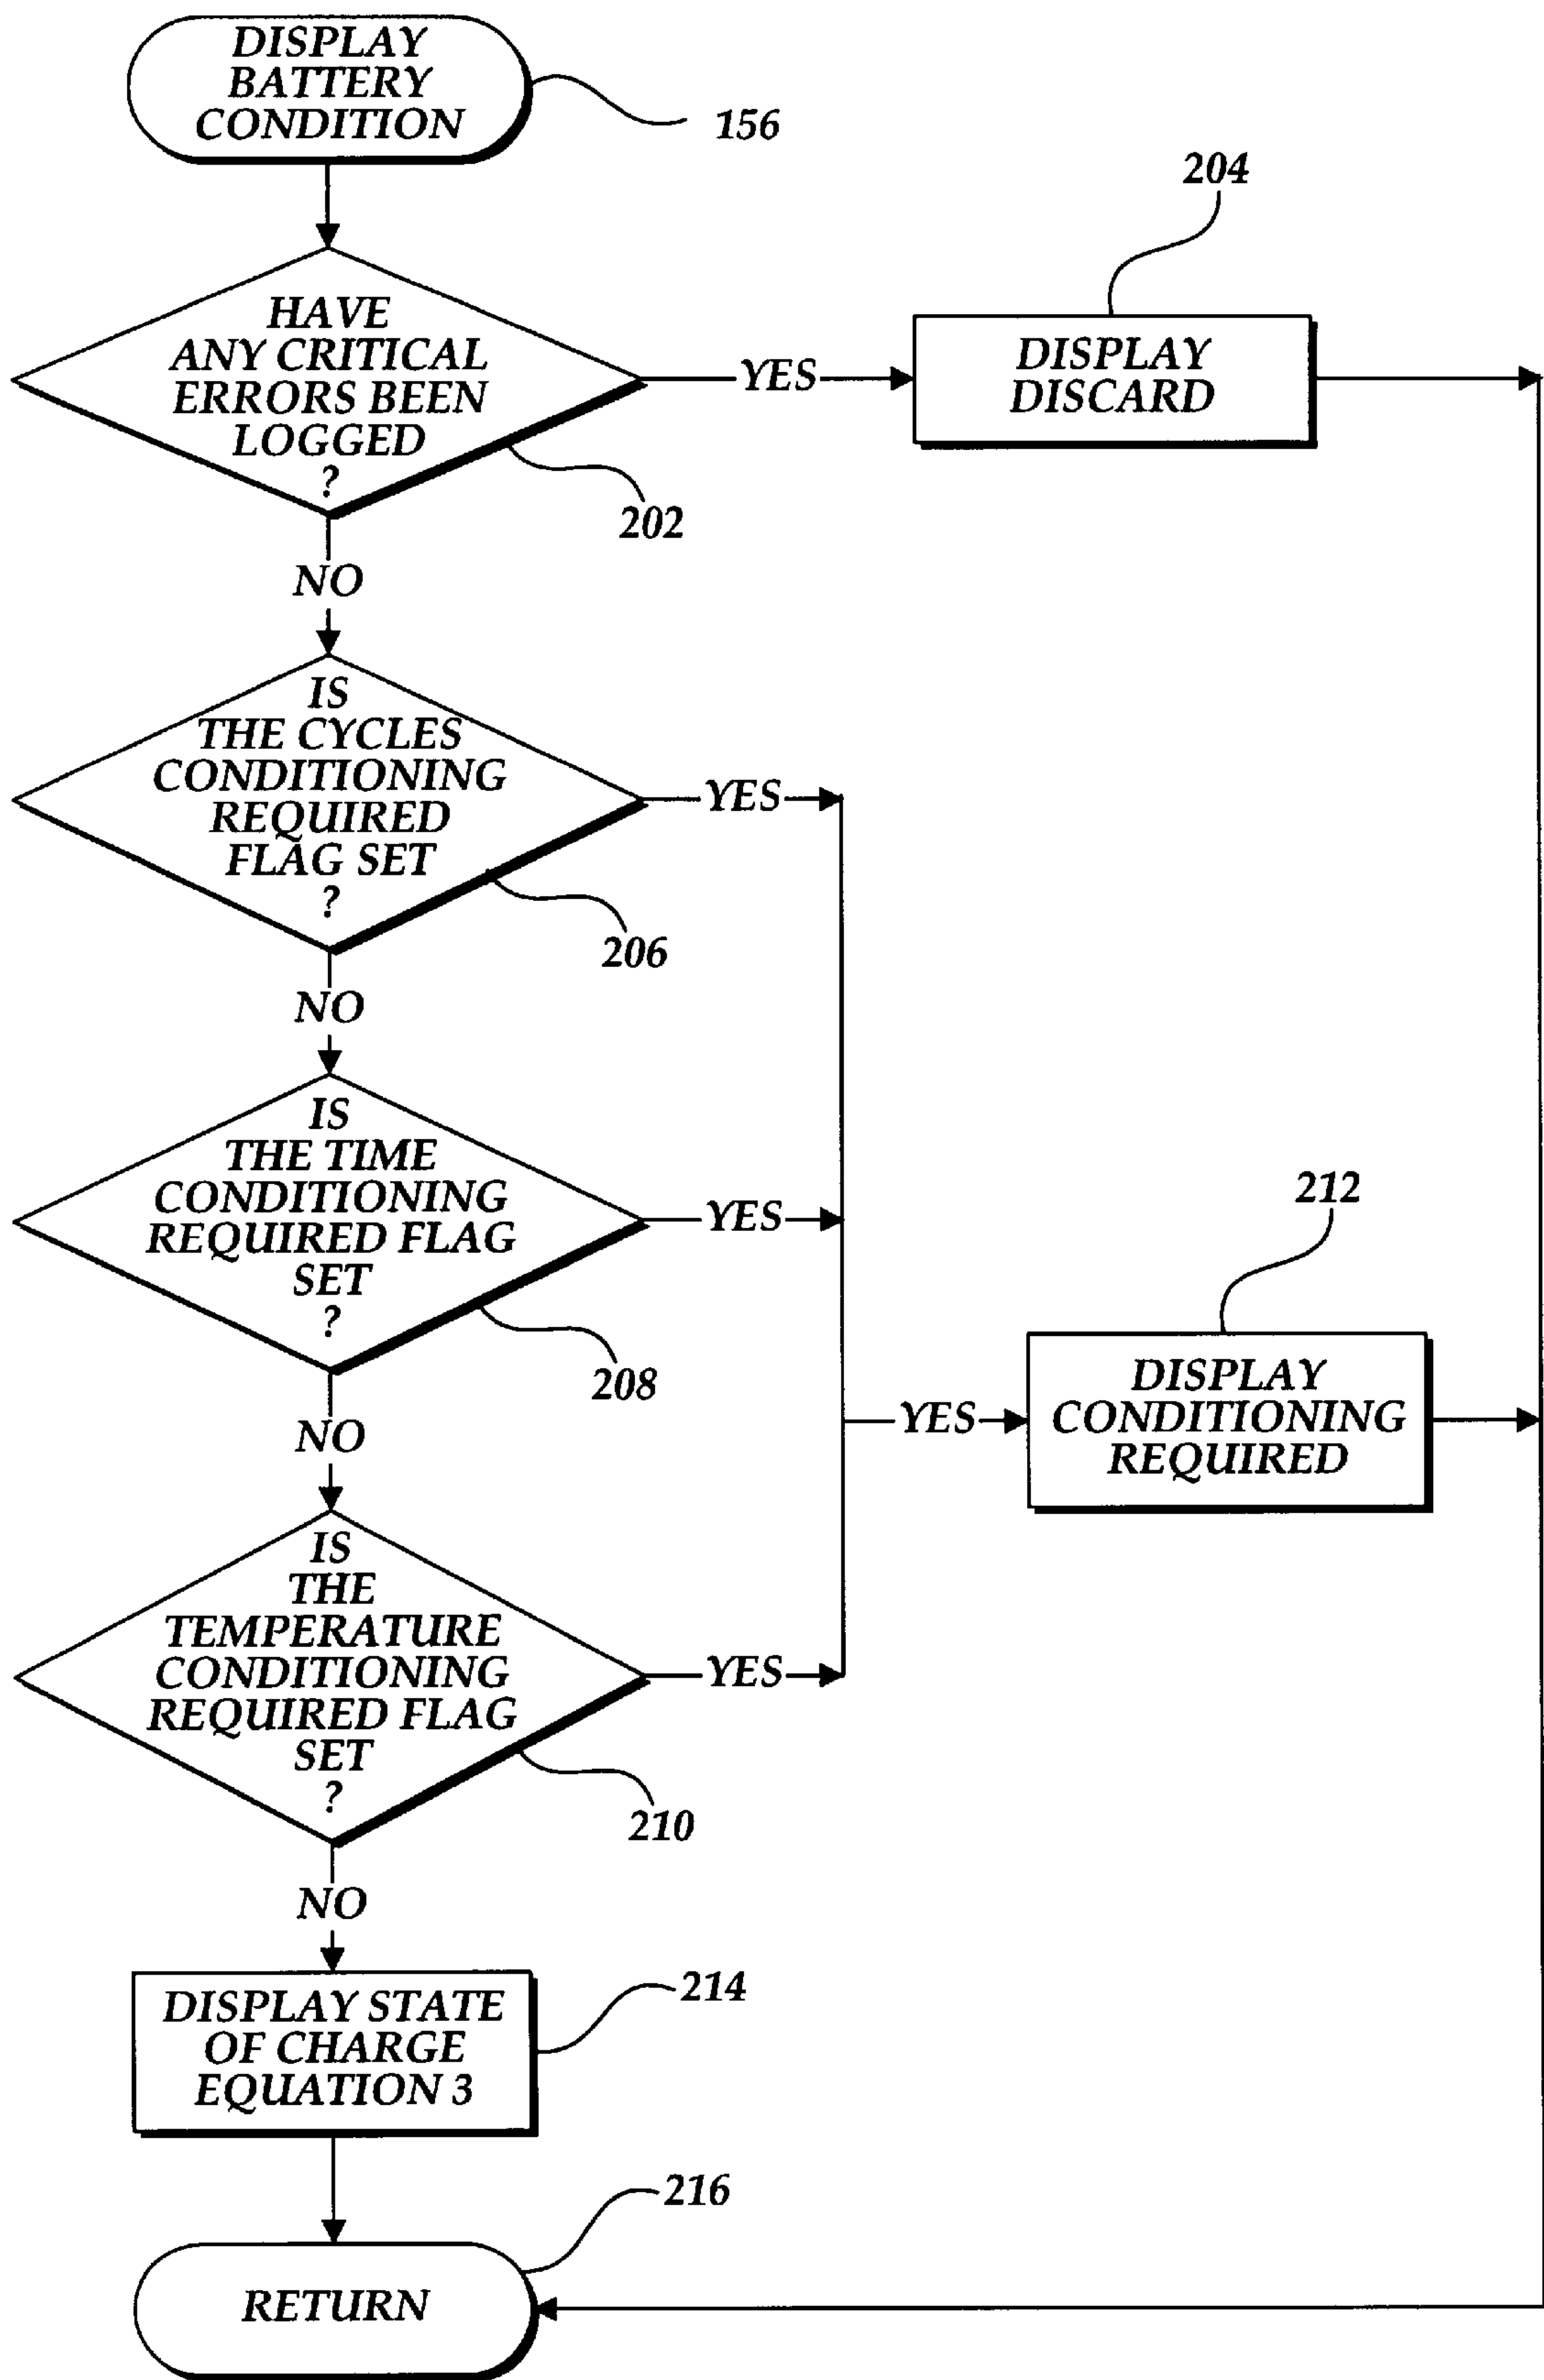 DISPLAY
BATTERY
CONDITION
156
204
HAVE
ANY CRITICAL
ERRORS BEEN
LOGGED
?
YES
DISPLAY
DISCARD
202
NO
IS
THE CYCLES
CONDITIONING
REQUIRED
FLAG SET
?
YES
206
NO
IS
THE TIME
CONDITIONING
REQUIRED FLAG
SET
?
YES
208
212
NO
YES
DISPLAY
CONDITIONING
REQUIRED
IS
THE
TEMPERATURE
CONDITIONING
REQUIRED FLAG
SET
?
YES
210
NO
DISPLAY STATE
OF CHARGE
EQUATION 3
214
216
RETURN